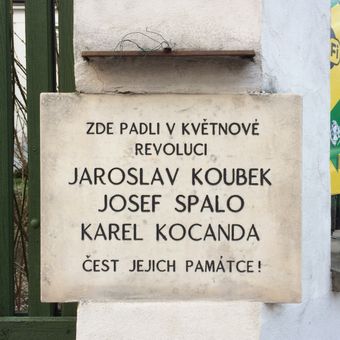 ZDE PADLI V KVĚTNOVÉ
REVOLUCI
JAROSLAV KOUBEK
JOSEF SPALO
KAREL KOCANDA
ČEST JEJICH PAMÁTCE!